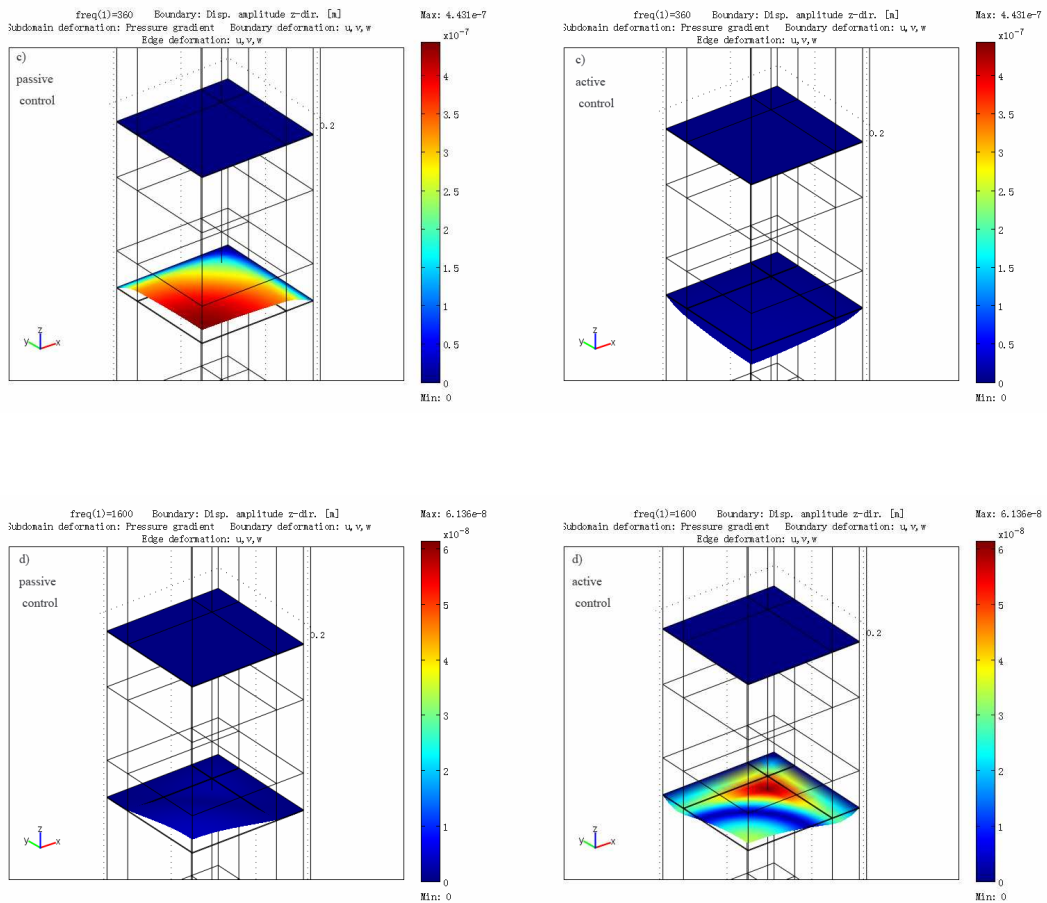 freq(1)=360 Boundary: Disp. amplitude z-dir. [m] Max: 4.431e-7
Subdomain deformation: Pressure gradient Boundary deformation: u,v,w
Edge deformation: u,v,w
x10^-7
c)
passive
control
0.2
4
3.5
3
2.5
2
1.5
1
0.5
0
z
y x
Min: 0
freq(1)=360 Boundary: Disp. amplitude z-dir. [m] Max: 4.431e-7
Subdomain deformation: Pressure gradient Boundary deformation: u,v,w
Edge deformation: u,v,w
x10^-7
c)
active
control
0.2
4
3.5
3
2.5
2
1.5
1
0.5
0
z
y x
Min: 0
freq(1)=1600 Boundary: Disp. amplitude z-dir. [m] Max: 6.136e-8
Subdomain deformation: Pressure gradient Boundary deformation: u,v,w
Edge deformation: u,v,w
x10^-8
d)
passive
control
0.2
6
5
4
3
2
1
0
z
y x
Min: 0
freq(1)=1600 Boundary: Disp. amplitude z-dir. [m] Max: 6.136e-8
Subdomain deformation: Pressure gradient Boundary deformation: u,v,w
Edge deformation: u,v,w
x10^-8
d)
active
control
0.2
6
5
4
3
2
1
0
z
y x
Min: 0